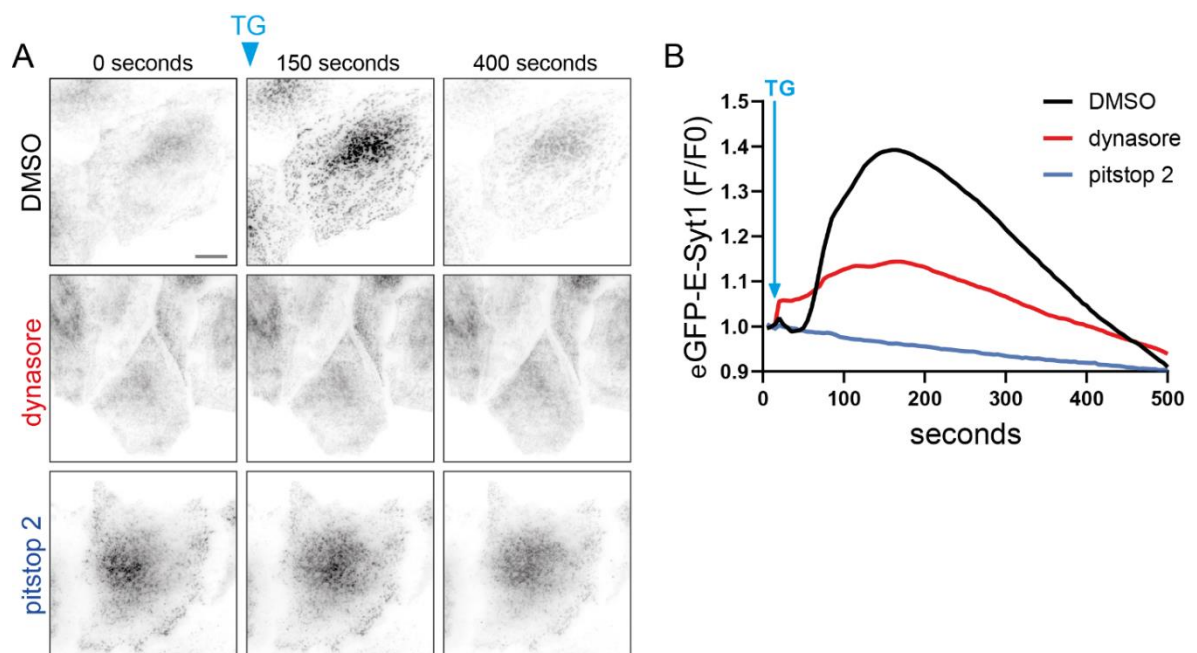 TG
A
0 seconds
150 seconds
400 seconds
DMSO
dynasore
pitstop 2
B
eGFP-E-Syt1 (F/F0)
1.5
1.4
1.3
1.2
1.1
1.0
0.9
TG
DMSO
dynasore
pitstop 2
0 100 200 300 400 500
seconds